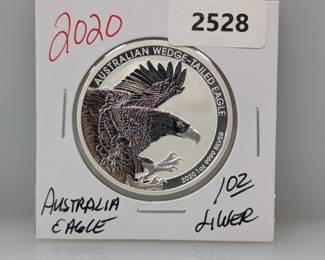 2020
2528
AUSTRALIAN WEDGE-TAILED EAGLE
2020 1oz 9999 SILVER
AUSTRALIA
EAGLE
1OZ
SILVER